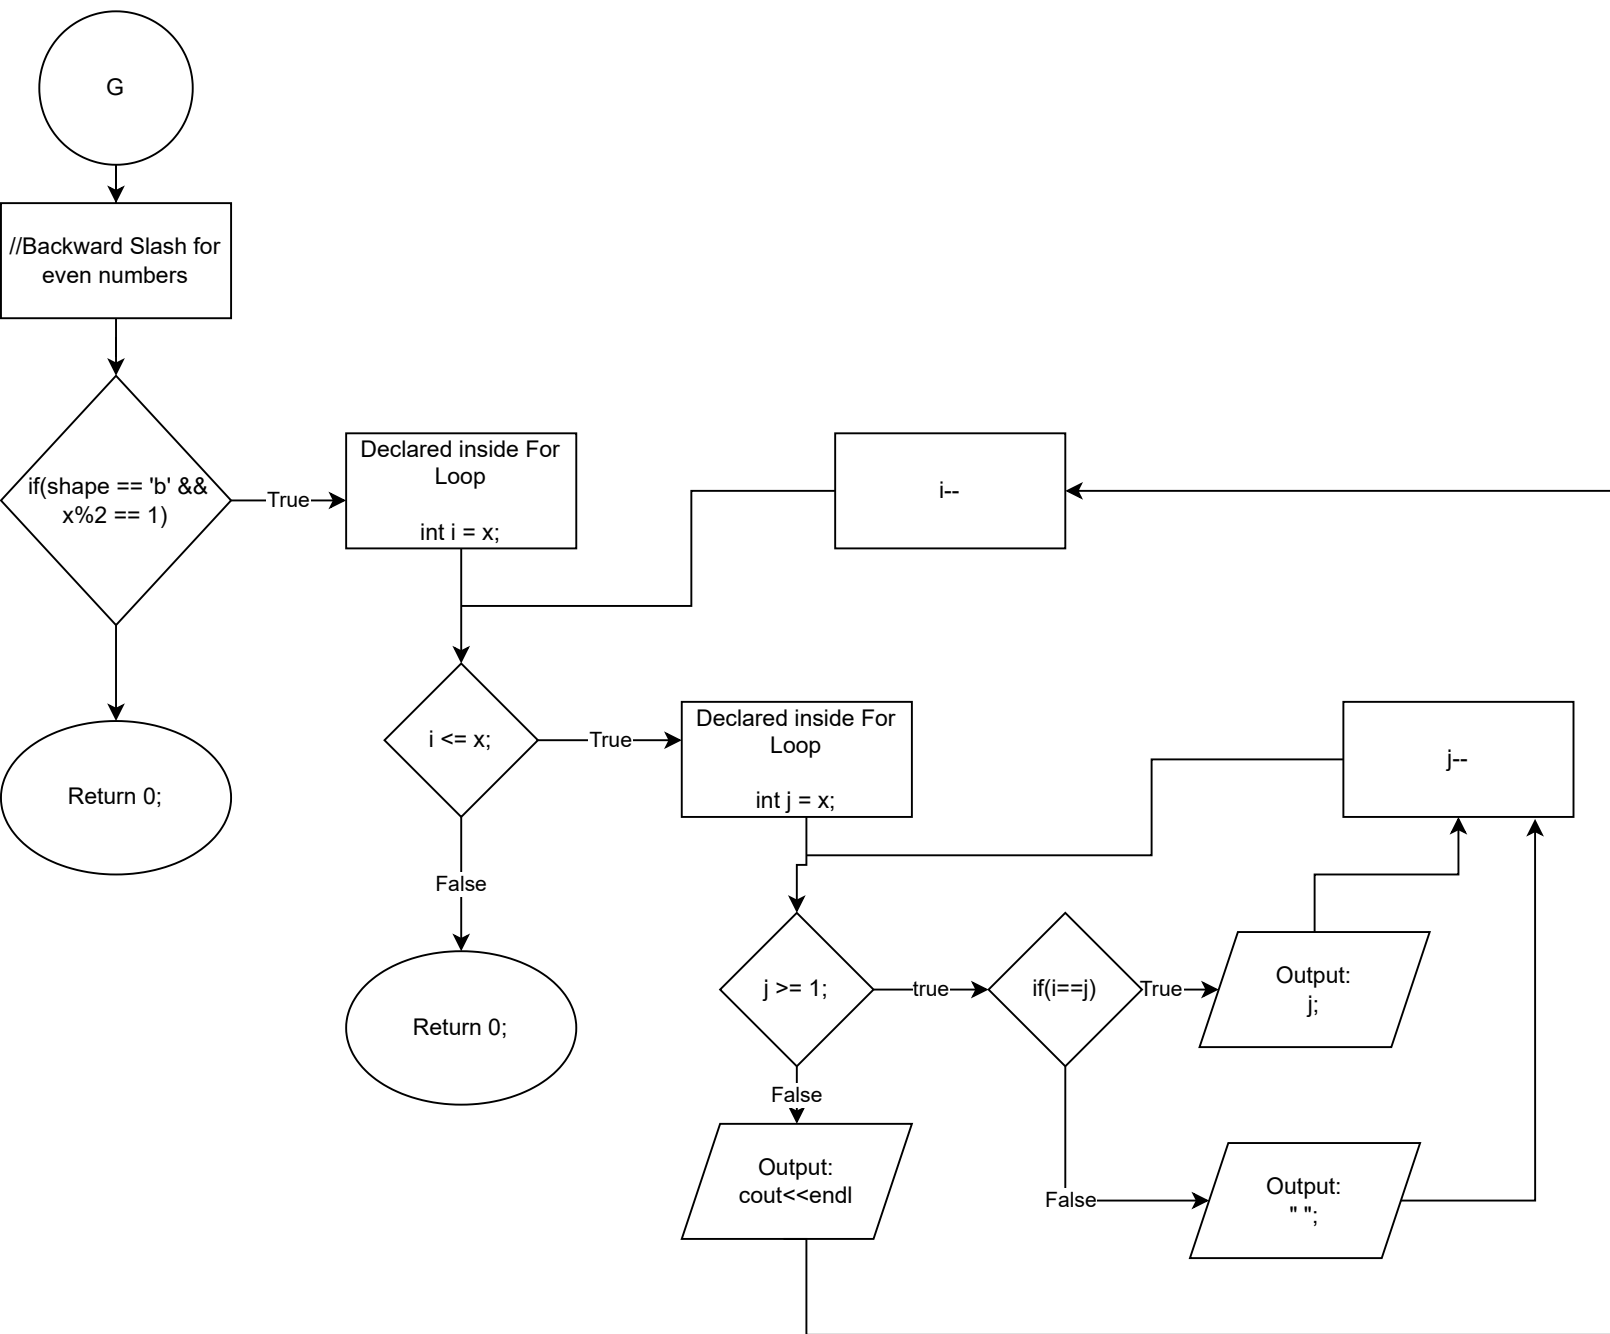 G
//Backward Slash for
even numbers
if(shape == 'b' &&
x%2 == 1)
True
Declared inside For
Loop
int i = x;
i--
Return 0;
i <= x;
True
Declared inside For
Loop
int j = x;
j--
False
Return 0;
j >= 1;
true
if(i==j)
True
Output:
j;
False
Output:
cout<<endl
False
Output:
" ";